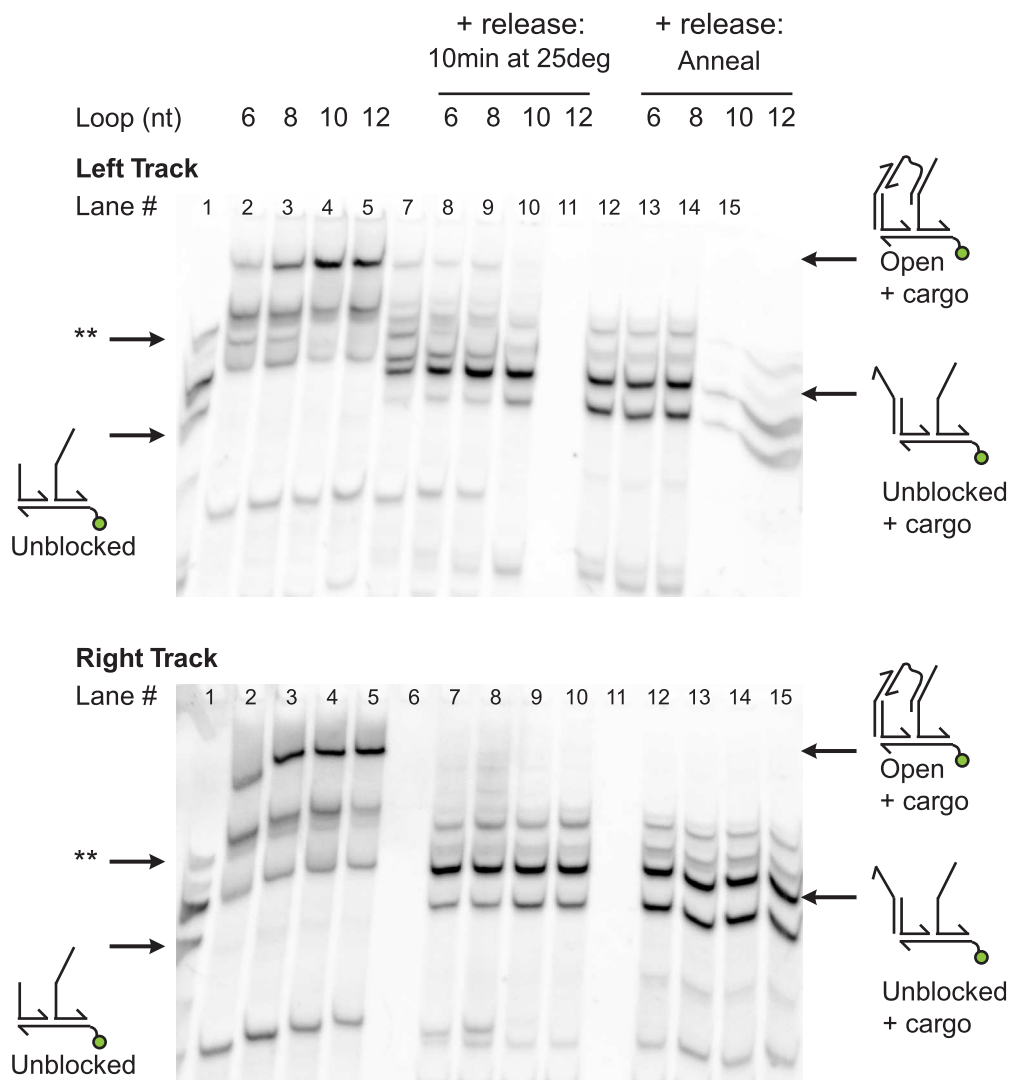 + release:
10min at 25deg
+ release:
Anneal
Loop (nt) 6 8 10 12 6 8 10 12 6 8 10 12
Left Track
Lane # 1 2 3 4 5 7 8 9 10 11 12 13 14 15
Open
+ cargo
**
Unblocked
Unblocked
+ cargo
Right Track
Lane # 1 2 3 4 5 6 7 8 9 10 11 12 13 14 15
Open
+ cargo
**
Unblocked
+ cargo
Unblocked